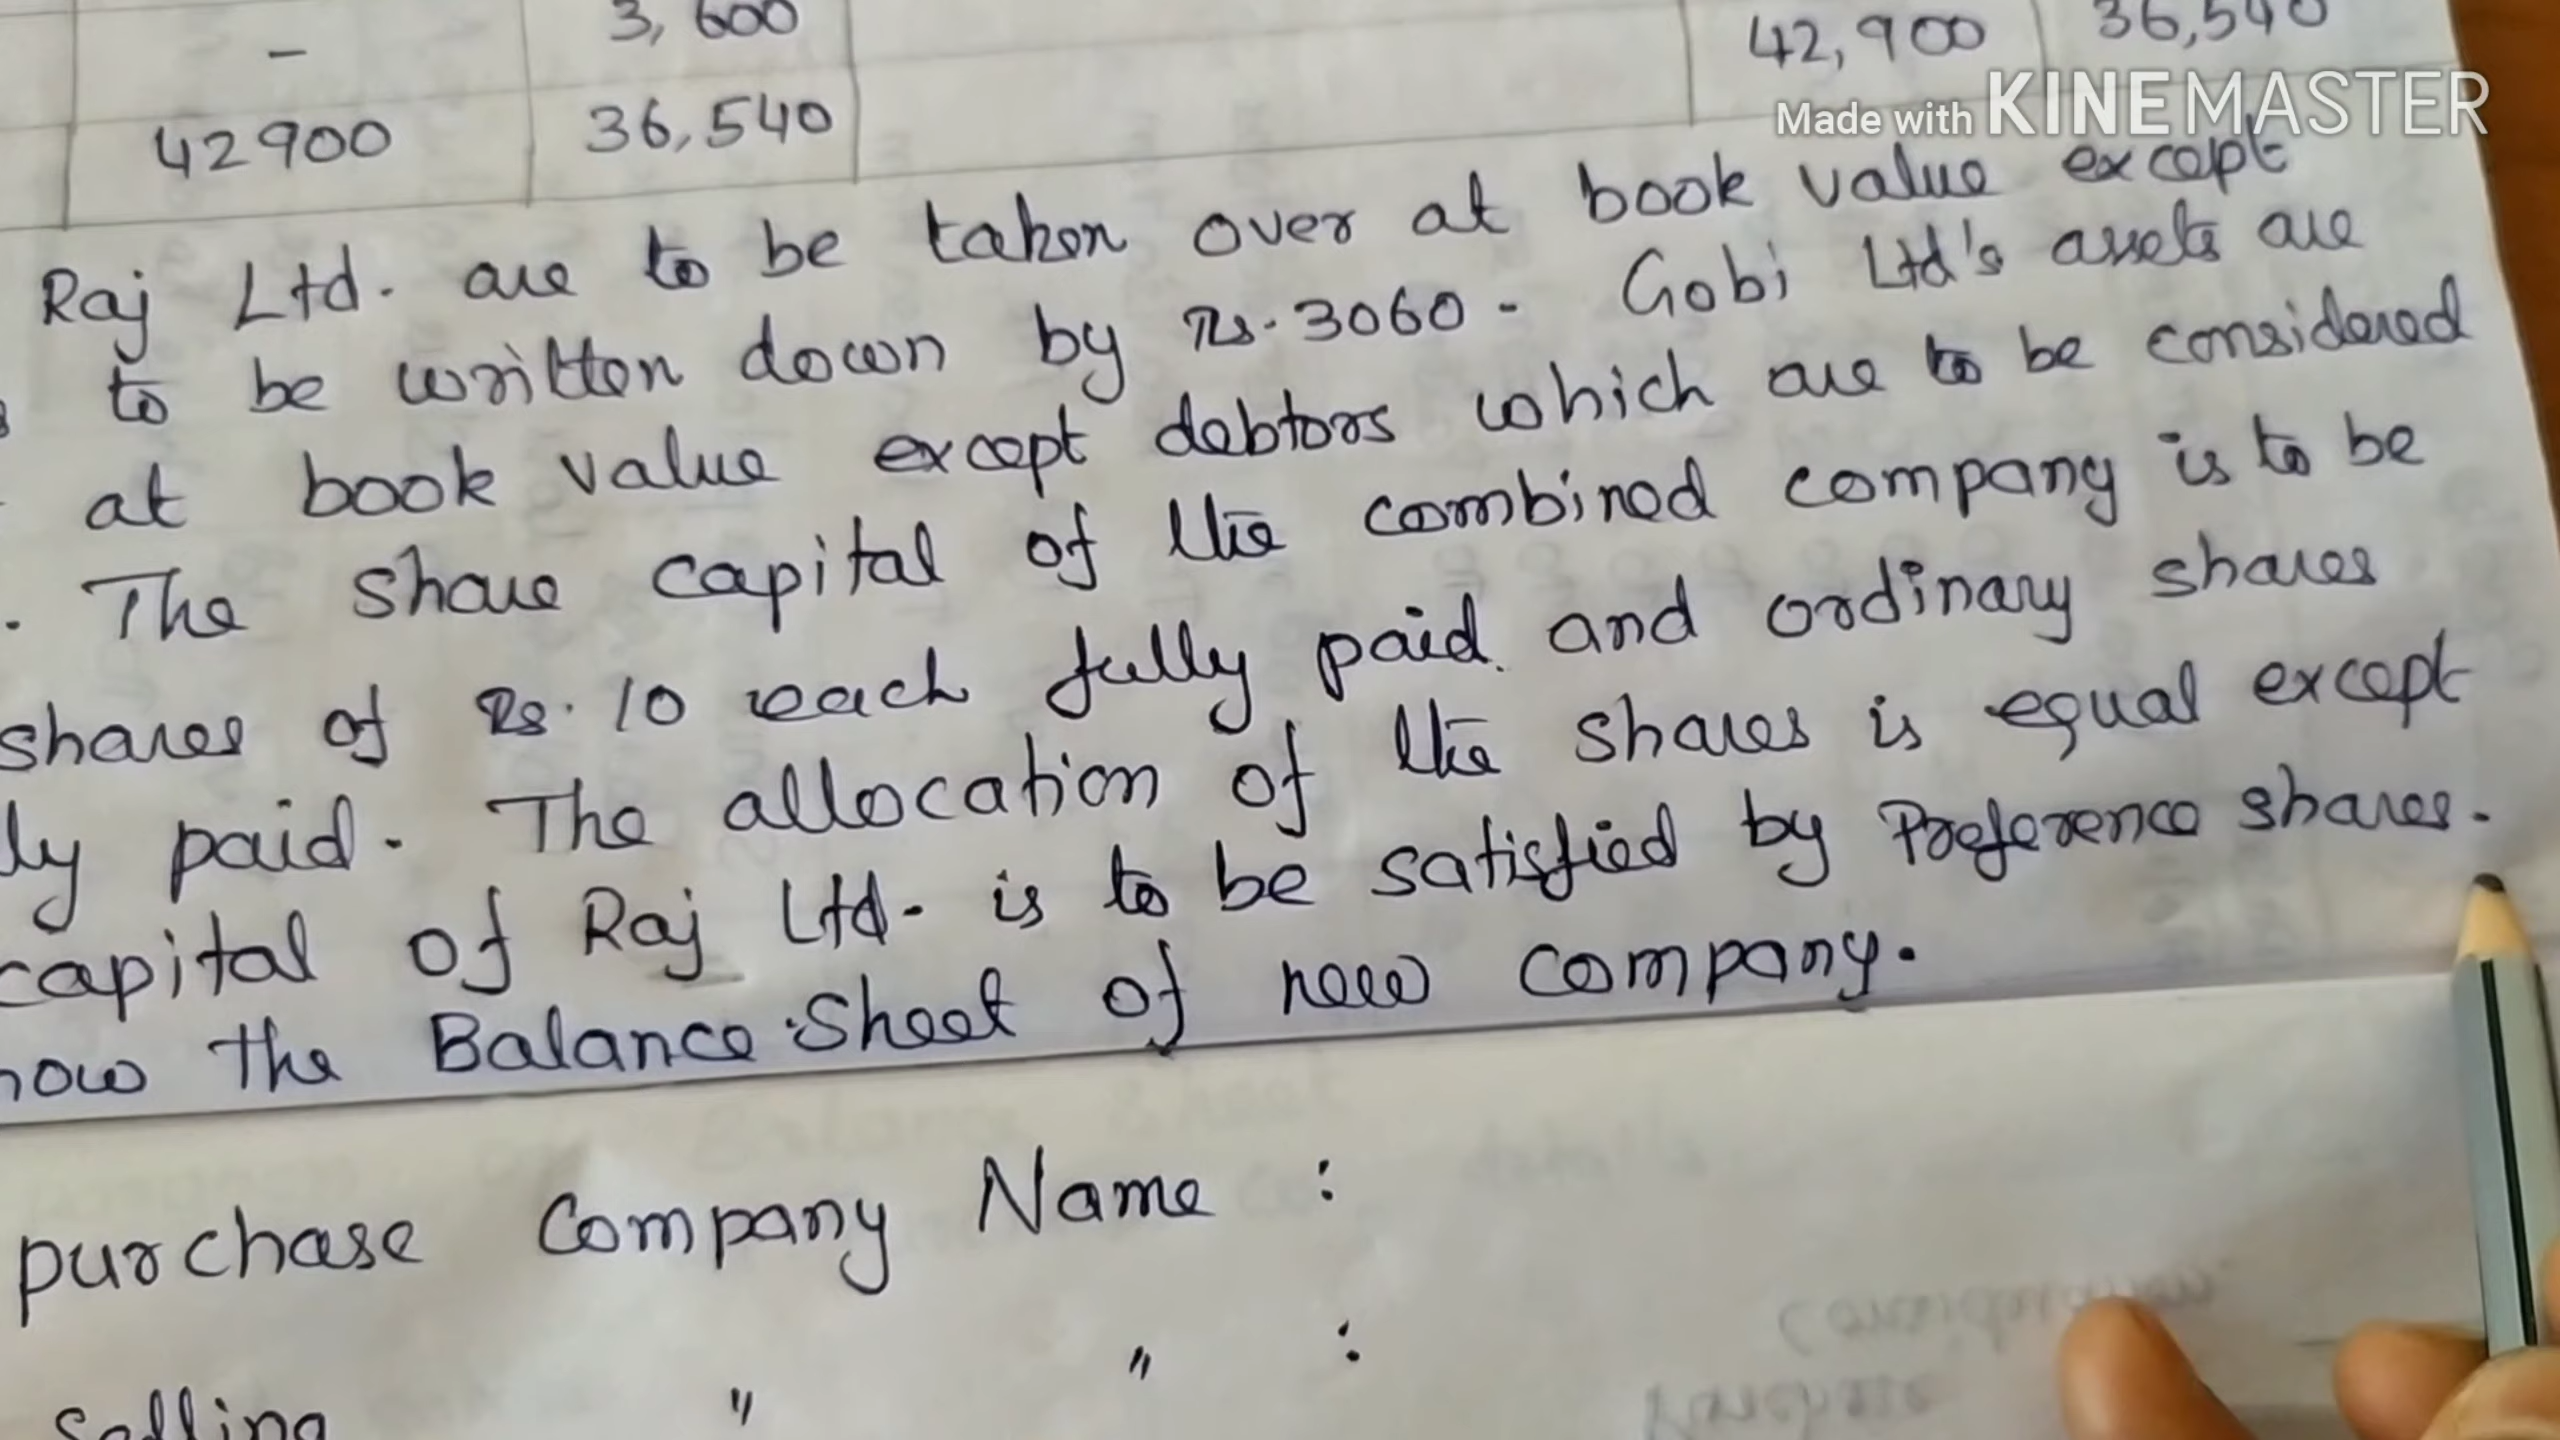 - 3,600 42,900 36,540
42900 36,540
Made with KINEMASTER
Raj Ltd. are to be taken over at book value except
to be written down by Rs.3060 - Gobi Ltd's assets are
at book value except debtors which are to be considered
. The share capital of the combined company is to be
shares of Rs. 10 each fully paid and ordinary shares
ly paid. The allocation of the shares is equal except
capital of Raj Ltd. is to be satisfied by Preference shares.
how the Balance Sheet of new company.
purchase Company Name :
Selling " " :